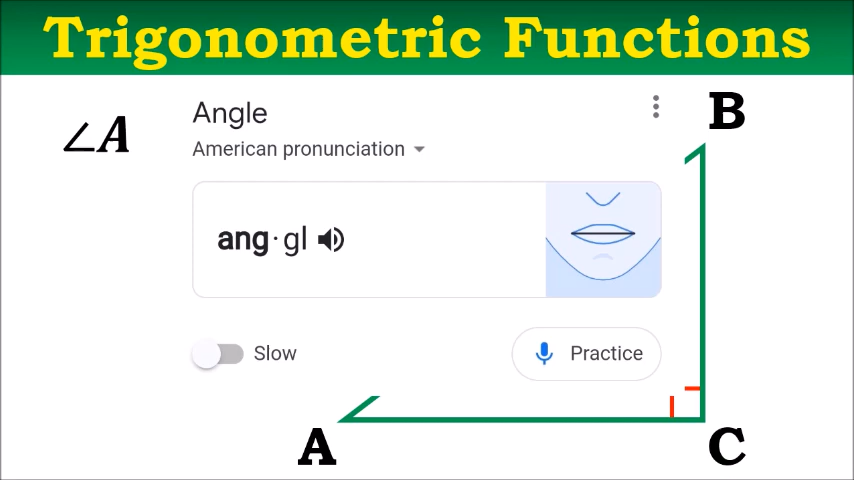 Trigonometric Functions
∠A
Angle
American pronunciation
ang·gl
Slow
Practice
A
B
C